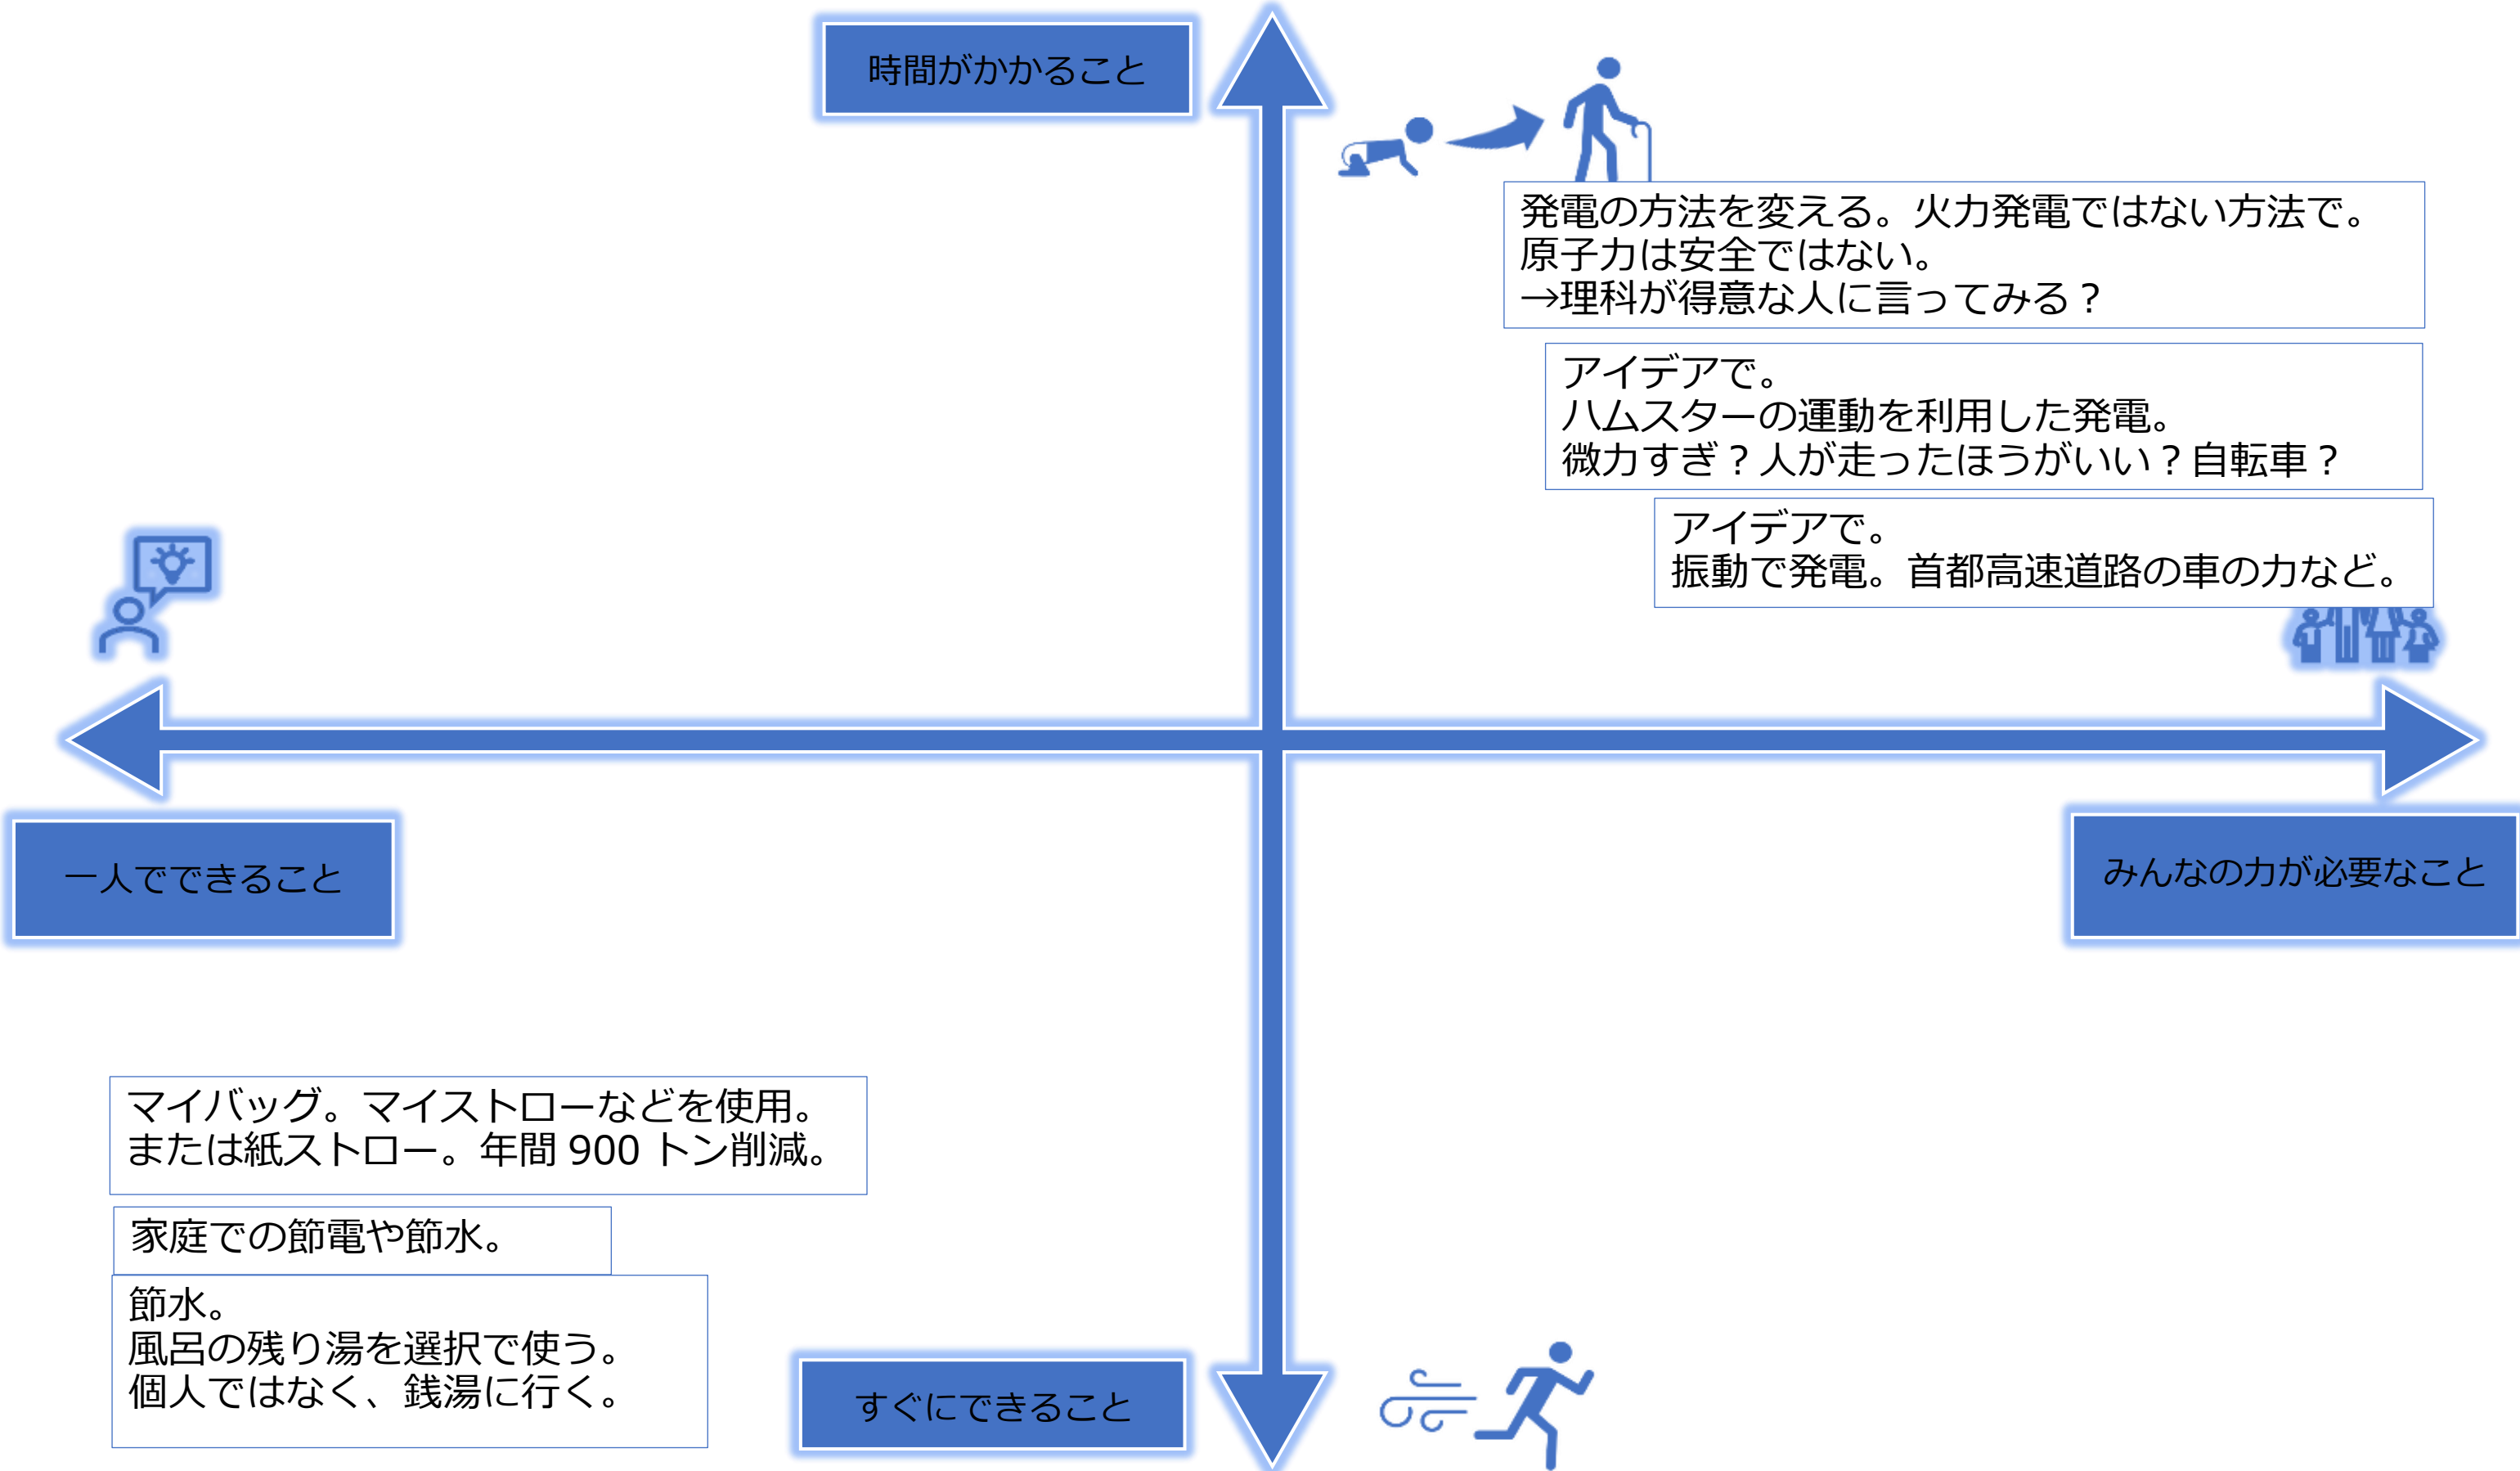 時間がかかること
発電の方法を変える。火力発電ではない方法で。
原子力は安全ではない。
→理科が得意な人に言ってみる？
アイデアで。
ハムスターの運動を利用した発電。
微力すぎ？人が走ったほうがいい？自転車？
アイデアで。
振動で発電。首都高速道路の車の力など。
一人でできること
みんなの力が必要なこと
マイバッグ。マイストローなどを使用。
または紙ストロー。年間 900 トン削減。
家庭での節電や節水。
節水。
風呂の残り湯を選択で使う。
個人ではなく、銭湯に行く。
すぐにできること